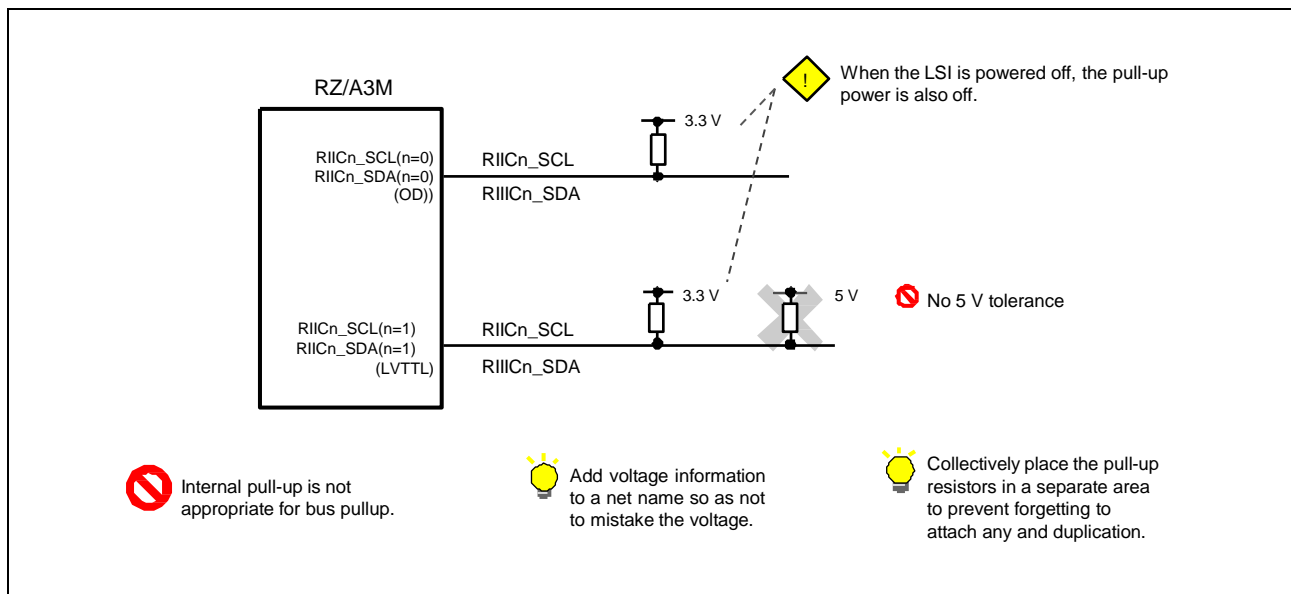 RZ/A3M
!
When the LSI is powered off, the pull-up
power is also off.
3.3 V
RIICn_SCL(n=0)
RIICn_SDA(n=0)
(OD))
RIICn_SCL
RIIICn_SDA
3.3 V
5 V
No 5 V tolerance
RIICn_SCL(n=1)
RIICn_SDA(n=1)
(LVTTL)
RIICn_SCL
RIIICn_SDA
Internal pull-up is not
appropriate for bus pullup.
Add voltage information
to a net name so as not
to mistake the voltage.
Collectively place the pull-up
resistors in a separate area
to prevent forgetting to
attach any and duplication.